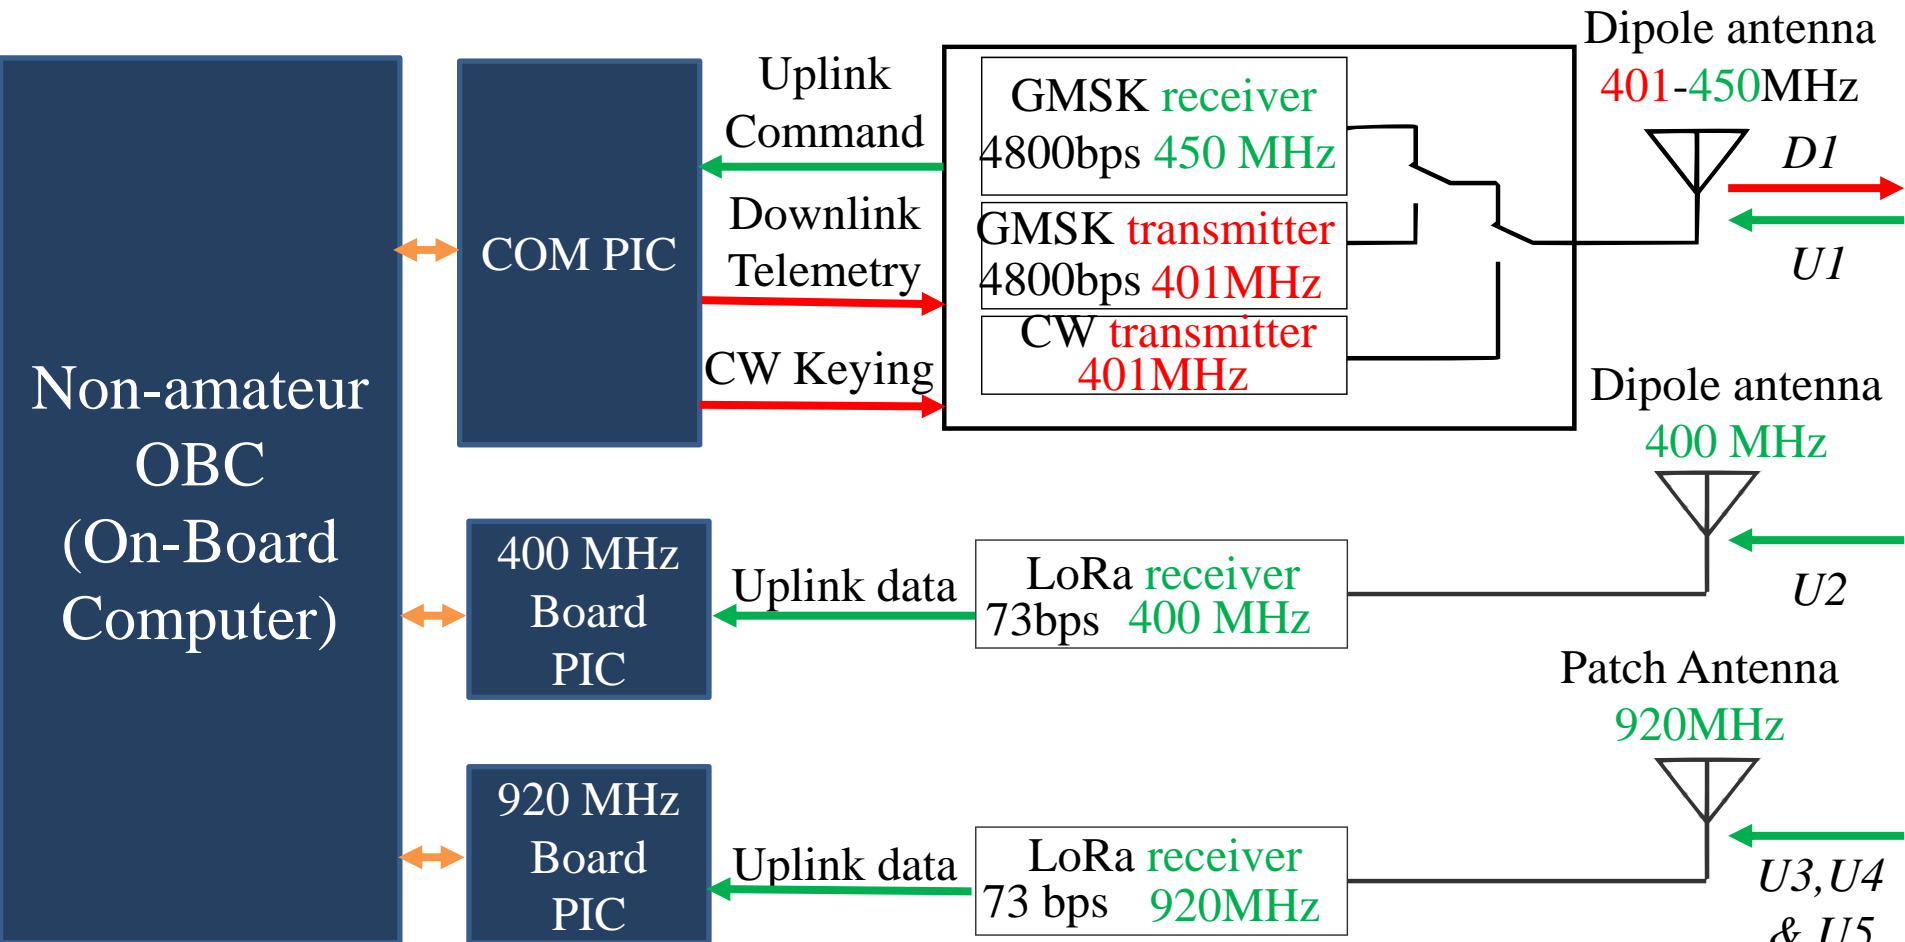 Non-amateur
OBC
(On-Board
Computer)
COM PIC
Uplink
Command
Downlink
Telemetry
CW Keying
GMSK receiver
4800bps 450 MHz
GMSK transmitter
4800bps 401MHz
CW transmitter
401MHz
Dipole antenna
401-450MHz
D1
U1
400 MHz
Board
PIC
Uplink data
LoRa receiver
73bps 400 MHz
Dipole antenna
400 MHz
U2
920 MHz
Board
PIC
Uplink data
LoRa receiver
73 bps 920MHz
Patch Antenna
920MHz
U3,U4
& U5